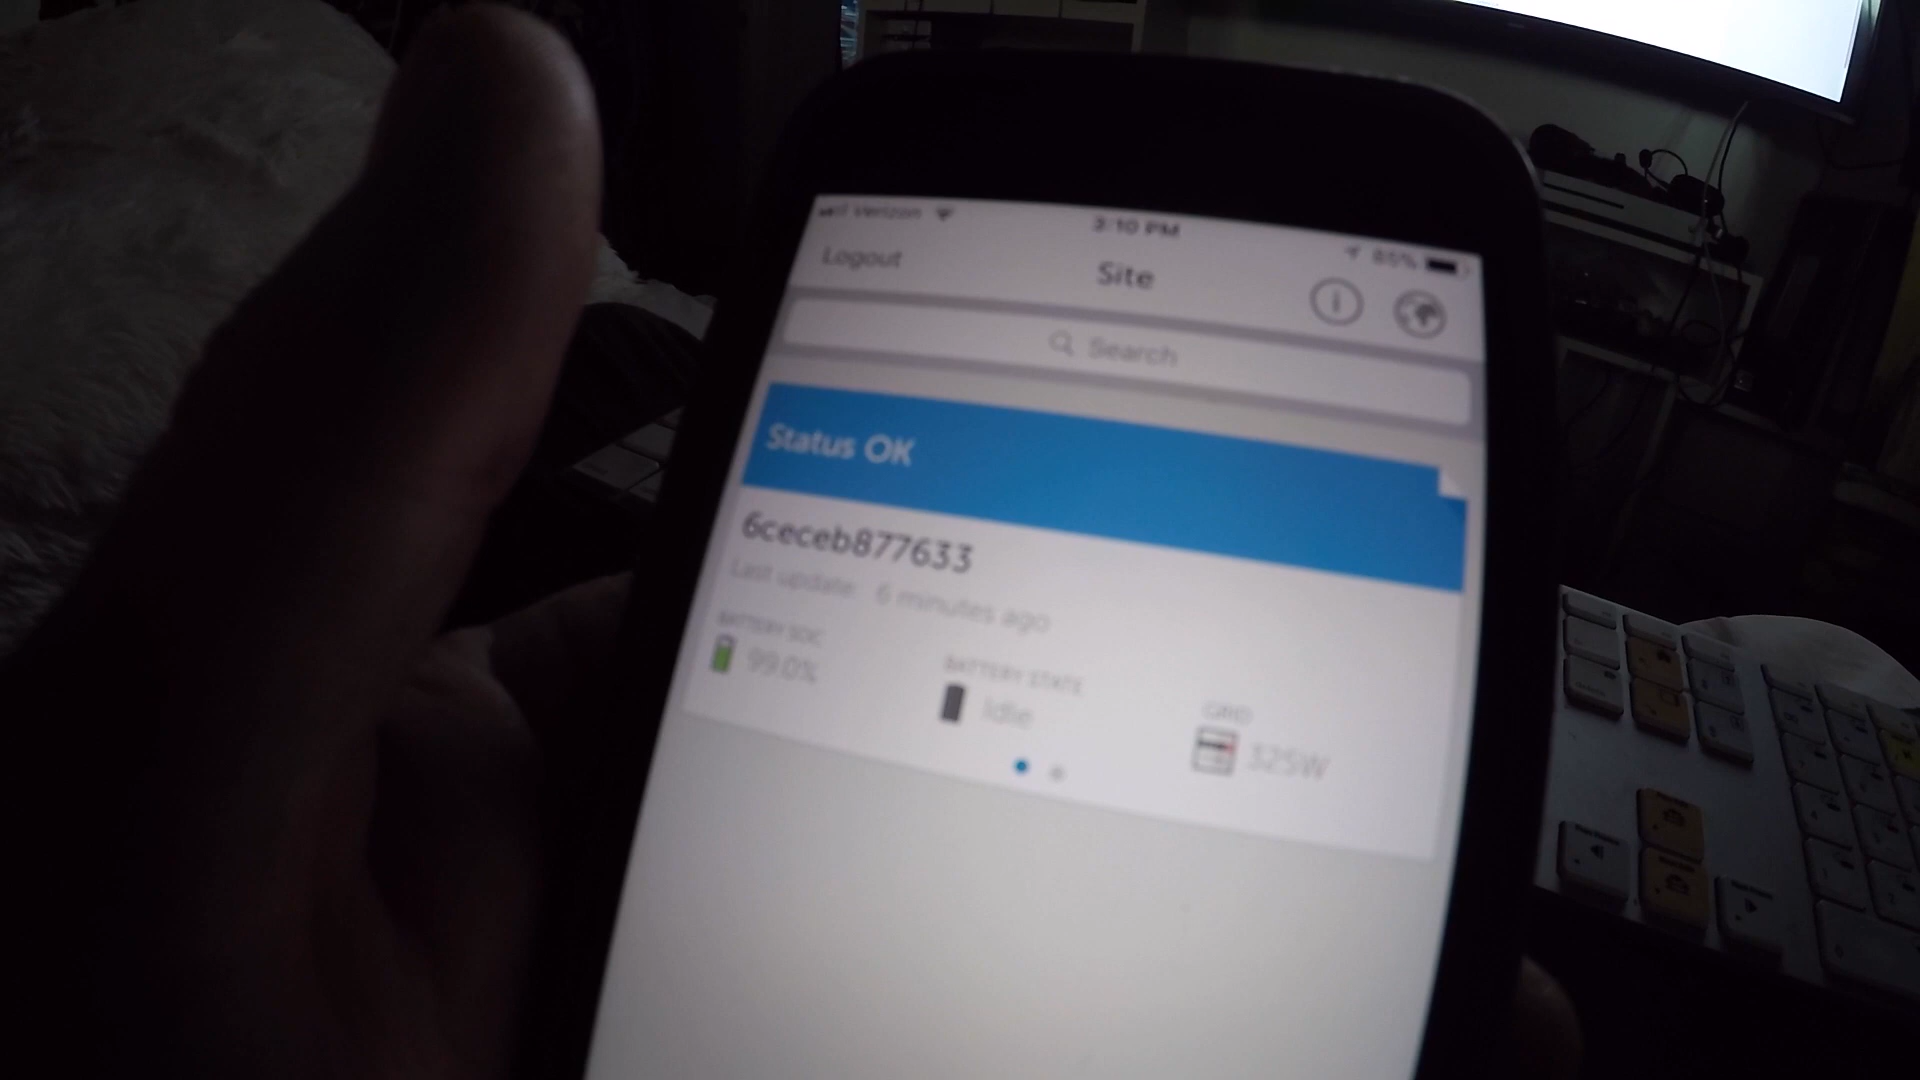 Verizon 3:10 PM 85%
Logout Site
Search
Status OK
6ceceb877633
Last update: 6 minutes ago
BATTERY SOC BATTERY STATE GRID
99.0% Idle 325W